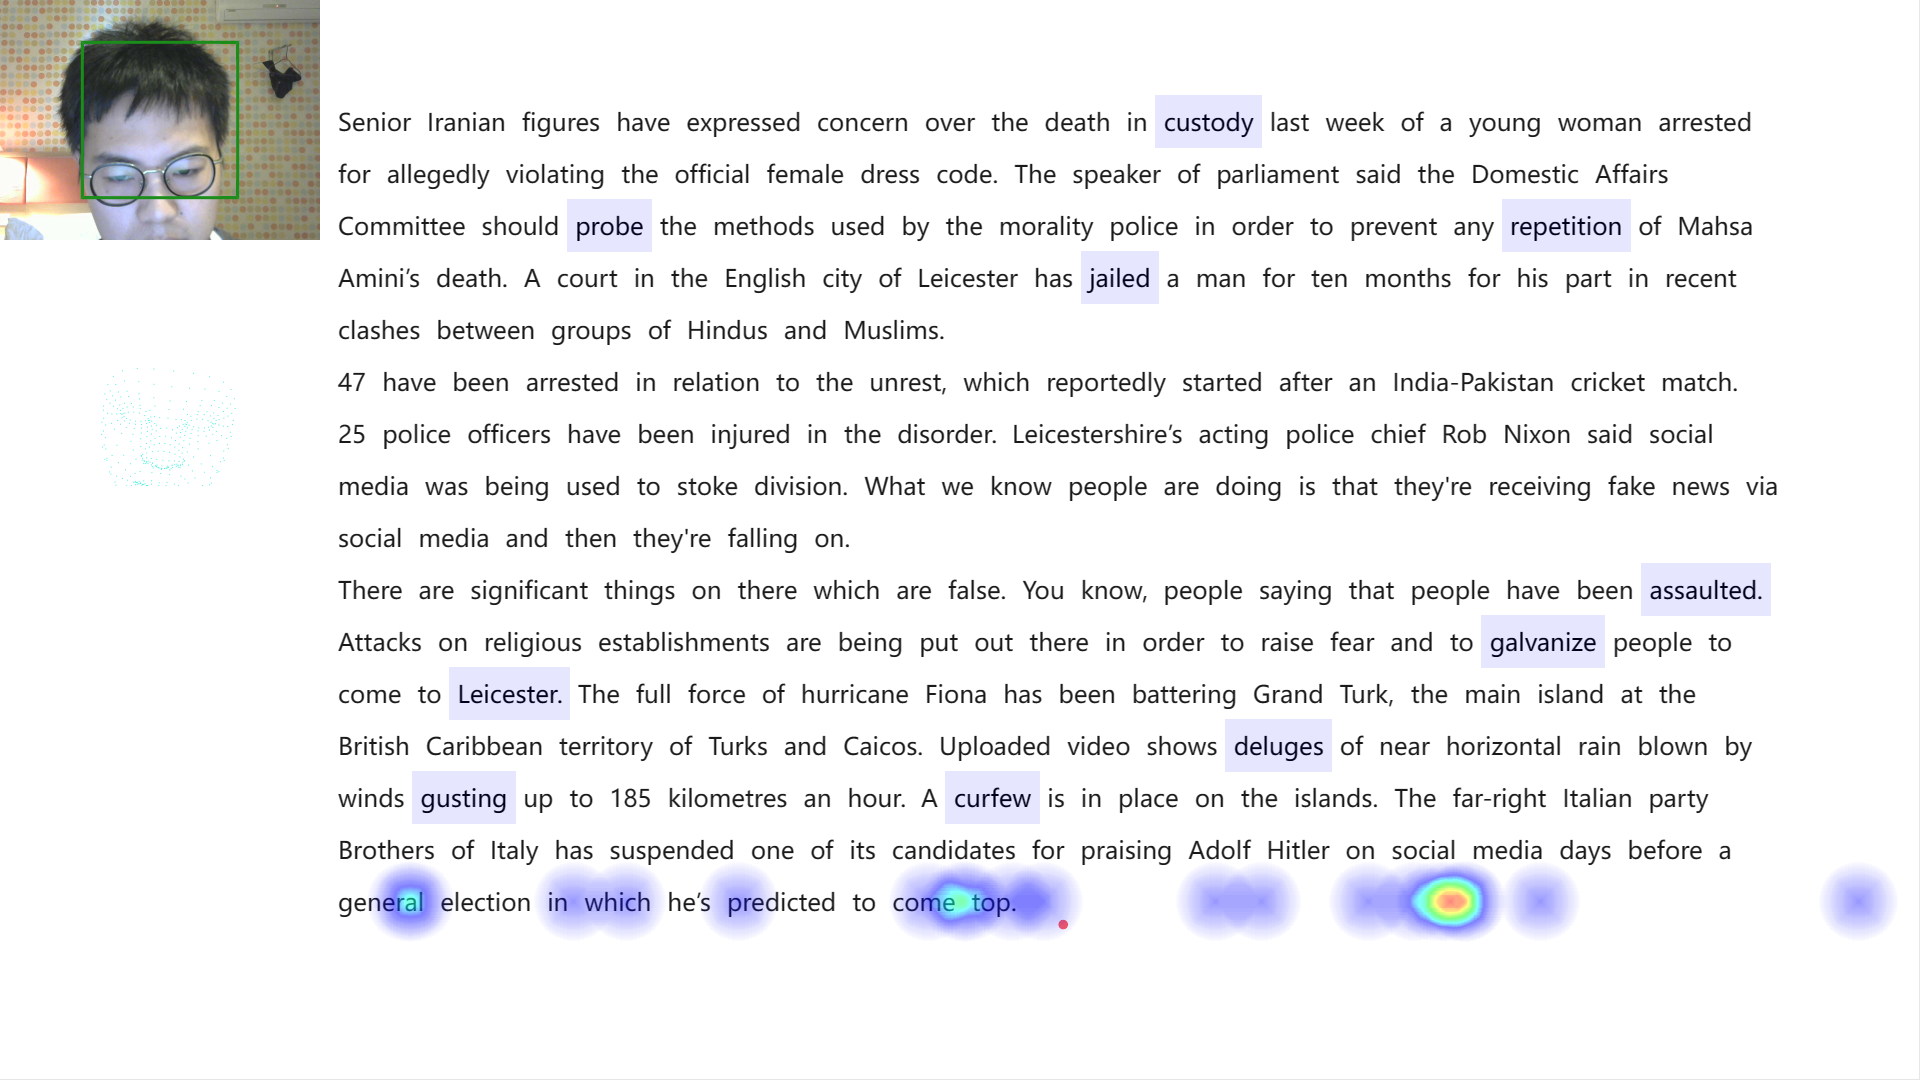 Senior Iranian figures have expressed concern over the death in custody last week of a young woman arrested
for allegedly violating the official female dress code. The speaker of parliament said the Domestic Affairs
Committee should probe the methods used by the morality police in order to prevent any repetition of Mahsa
Amini’s death. A court in the English city of Leicester has jailed a man for ten months for his part in recent
clashes between groups of Hindus and Muslims.
47 have been arrested in relation to the unrest, which reportedly started after an India-Pakistan cricket match.
25 police officers have been injured in the disorder. Leicestershire’s acting police chief Rob Nixon said social
media was being used to stoke division. What we know people are doing is that they're receiving fake news via
social media and then they're falling on.
There are significant things on there which are false. You know, people saying that people have been assaulted.
Attacks on religious establishments are being put out there in order to raise fear and to galvanize people to
come to Leicester. The full force of hurricane Fiona has been battering Grand Turk, the main island at the
British Caribbean territory of Turks and Caicos. Uploaded video shows deluges of near horizontal rain blown by
winds gusting up to 185 kilometres an hour. A curfew is in place on the islands. The far-right Italian party
Brothers of Italy has suspended one of its candidates for praising Adolf Hitler on social media days before a
general election in which he’s predicted to come top.